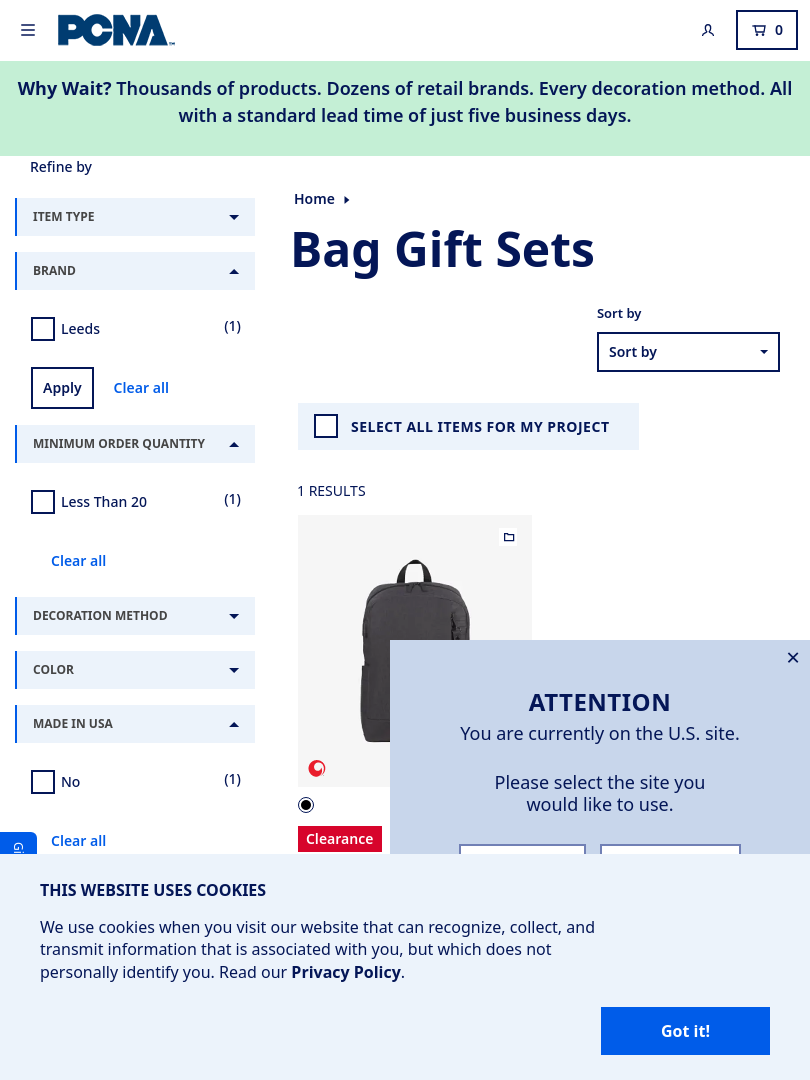 PCNA
0
Why Wait? Thousands of products. Dozens of retail brands. Every decoration method. All
with a standard lead time of just five business days.
Refine by
ITEM TYPE
BRAND
Leeds (1)
Apply Clear all
MINIMUM ORDER QUANTITY
Less Than 20 (1)
Clear all
DECORATION METHOD
COLOR
MADE IN USA
No (1)
Clear all
Home
Bag Gift Sets
Sort by
Sort by
SELECT ALL ITEMS FOR MY PROJECT
1 RESULTS
Clearance
ATTENTION
You are currently on the U.S. site.
Please select the site you
would like to use.
THIS WEBSITE USES COOKIES
We use cookies when you visit our website that can recognize, collect, and
transmit information that is associated with you, but which does not
personally identify you. Read our Privacy Policy.
Got it!